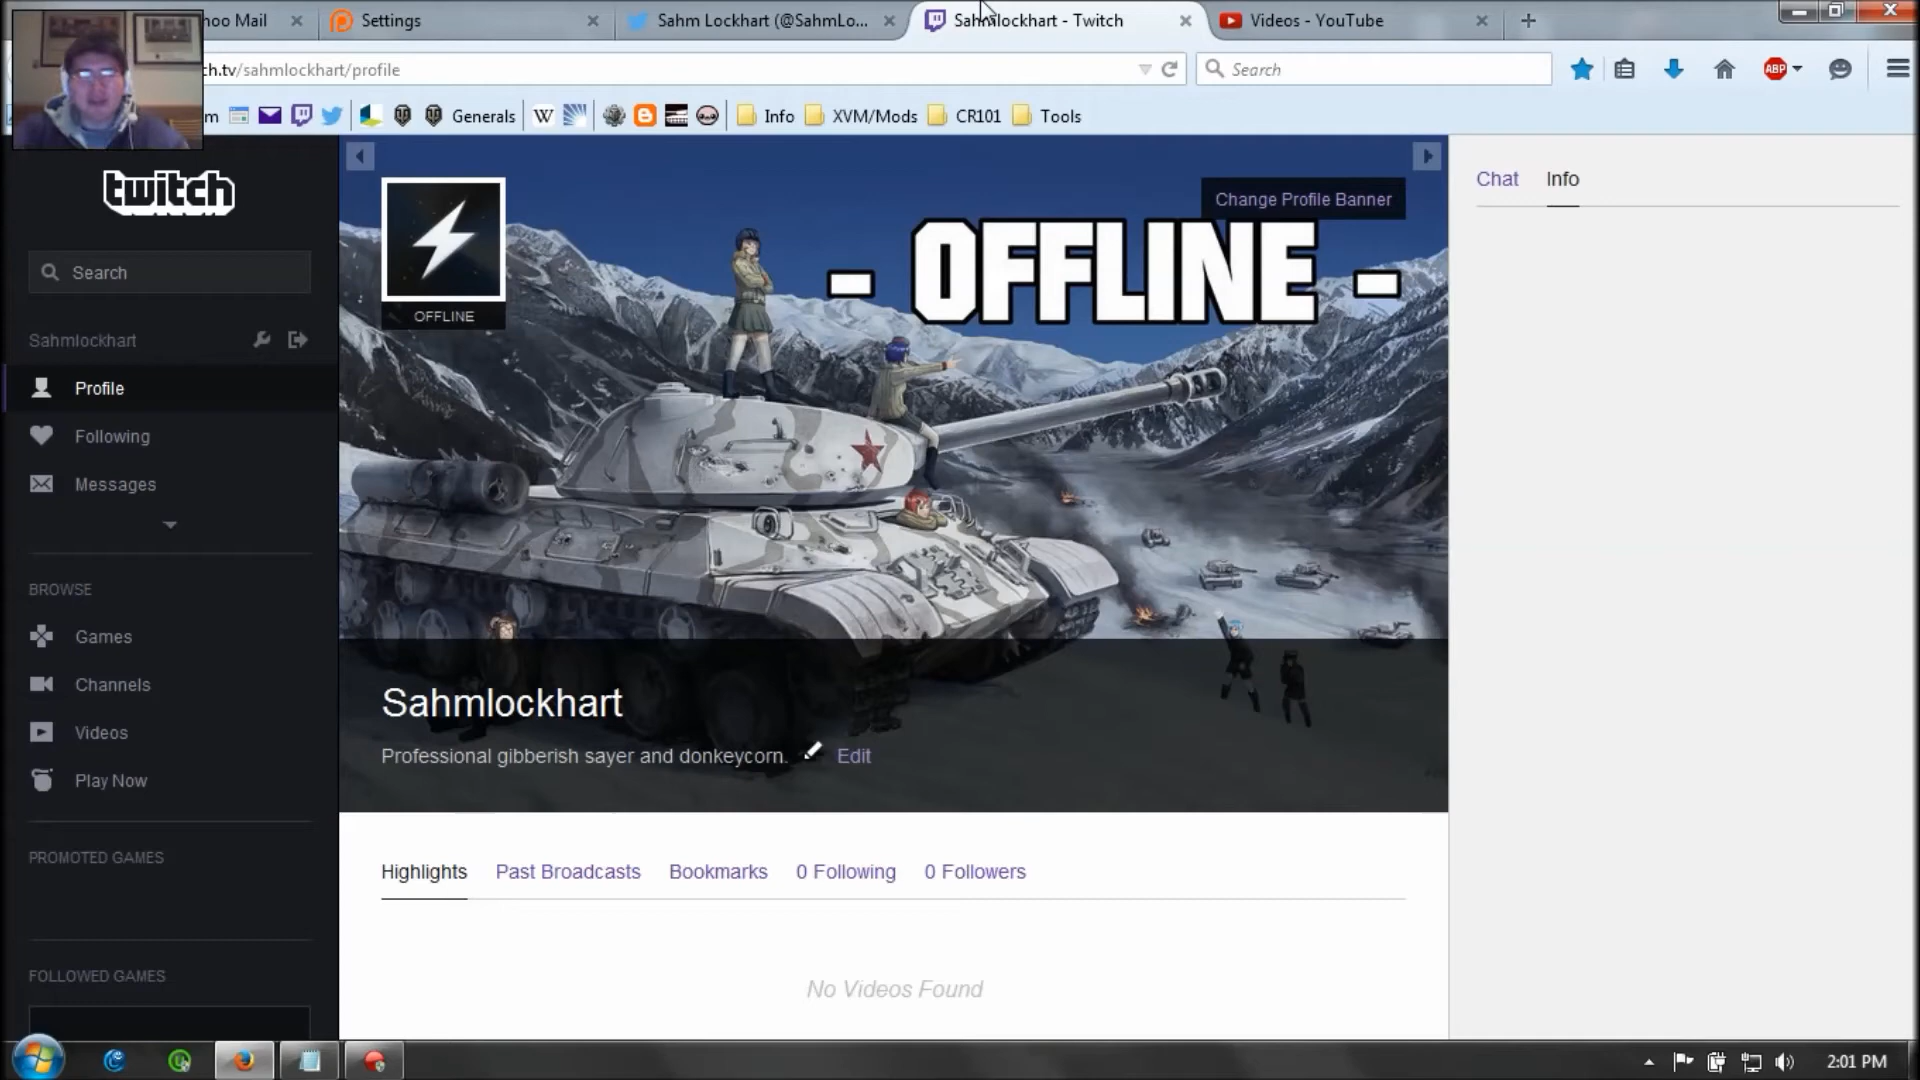 hoo Mail
Settings
Sahm Lockhart (@SahmLo...
Sahmlockhart - Twitch
Videos - YouTube
ch.tv/sahmlockhart/profile
Search
ABP
m
Generals
W
Info
XVM/Mods
CR101
Tools
twitch
Search
Sahmlockhart
Profile
Following
Messages
BROWSE
Games
Channels
Videos
Play Now
PROMOTED GAMES
FOLLOWED GAMES
OFFLINE
Change Profile Banner
- OFFLINE -
Sahmlockhart
Professional gibberish sayer and donkeycorn.
Edit
Highlights
Past Broadcasts
Bookmarks
0 Following
0 Followers
No Videos Found
Chat
Info
2:01 PM